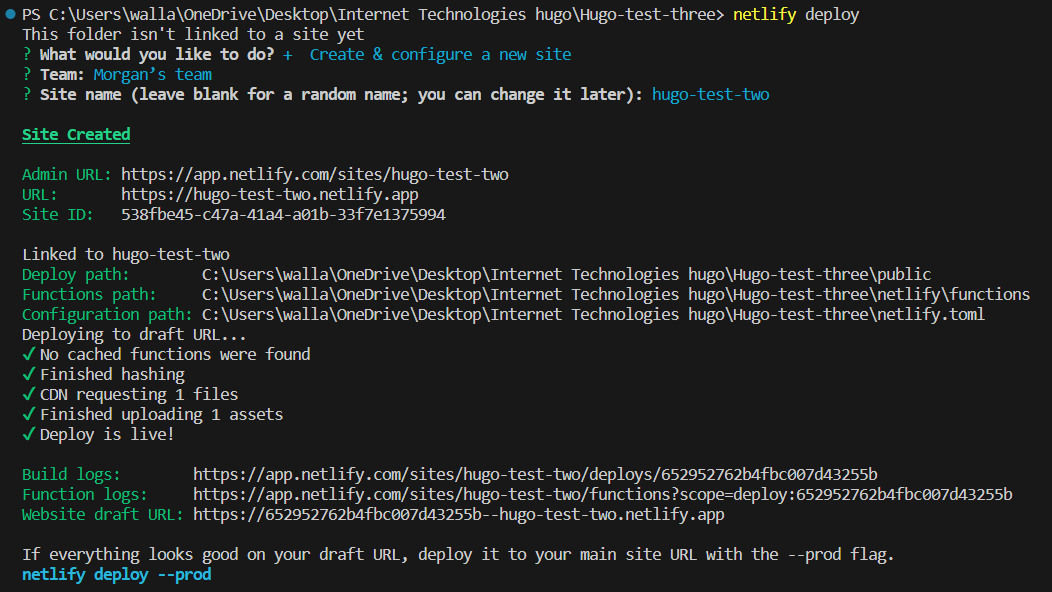 PS C:\Users\walla\OneDrive\Desktop\Internet Technologies hugo\Hugo-test-three> netlify deploy
This folder isn't linked to a site yet
? What would you like to do? + Create & configure a new site
? Team: Morgan’s team
? Site name (leave blank for a random name; you can change it later): hugo-test-two
Site Created
Admin URL: https://app.netlify.com/sites/hugo-test-two
URL: https://hugo-test-two.netlify.app
Site ID: 538fbe45-c47a-41a4-a01b-33f7e1375994
Linked to hugo-test-two
Deploy path: C:\Users\walla\OneDrive\Desktop\Internet Technologies hugo\Hugo-test-three\public
Functions path: C:\Users\walla\OneDrive\Desktop\Internet Technologies hugo\Hugo-test-three\netlify\functions
Configuration path: C:\Users\walla\OneDrive\Desktop\Internet Technologies hugo\Hugo-test-three\netlify.toml
Deploying to draft URL...
✓ No cached functions were found
✓ Finished hashing
✓ CDN requesting 1 files
✓ Finished uploading 1 assets
✓ Deploy is live!
Build logs: https://app.netlify.com/sites/hugo-test-two/deploys/652952762b4fbc007d43255b
Function logs: https://app.netlify.com/sites/hugo-test-two/functions?scope=deploy:652952762b4fbc007d43255b
Website draft URL: https://652952762b4fbc007d43255b--hugo-test-two.netlify.app
If everything looks good on your draft URL, deploy it to your main site URL with the --prod flag.
netlify deploy --prod